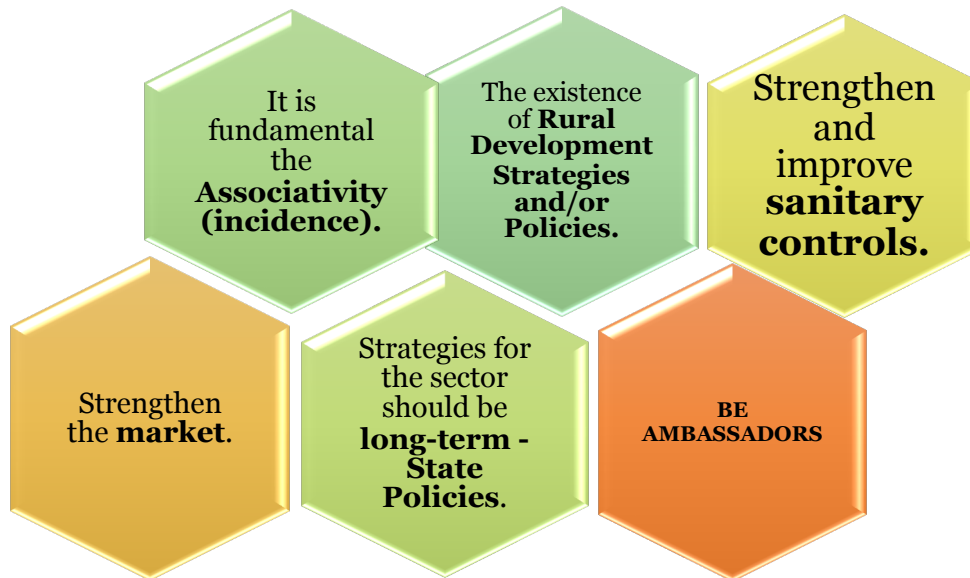 It is
fundamental
the
Associativity
(incidence).
The existence
of Rural
Development
Strategies
and/or
Policies.
Strengthen
and
improve
sanitary
controls.
Strengthen
the market.
Strategies for
the sector
should be
long-term -
State
Policies.
BE
AMBASSADORS